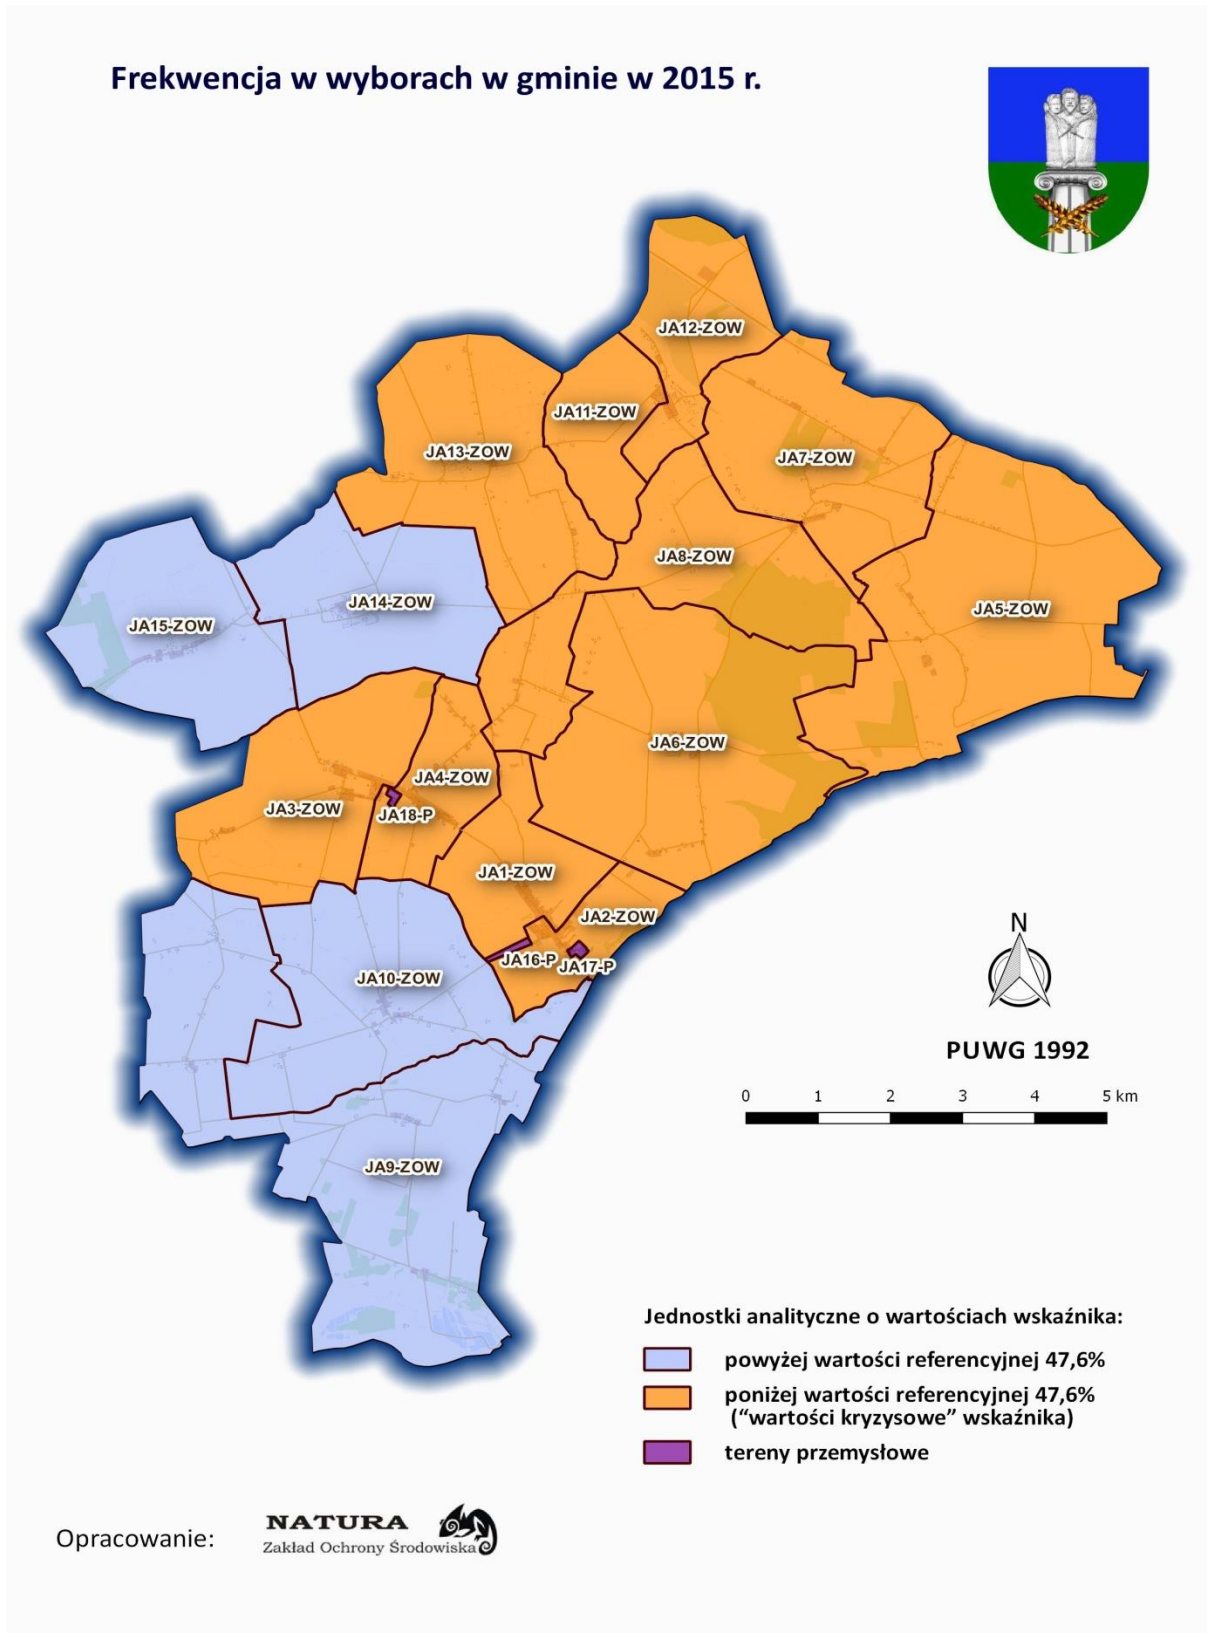 Frekwencja w wyborach w gminie w 2015 r.
JA12-ZOW
JA11-ZOW
JA13-ZOW
JA7-ZOW
JA8-ZOW
JA14-ZOW
JA5-ZOW
JA15-ZOW
JA6-ZOW
JA4-ZOW
JA3-ZOW
JA18-P
JA1-ZOW
JA2-ZOW
JA16-P
JA17-P
JA10-ZOW
JA9-ZOW
N
PUWG 1992
0 1 2 3 4 5 km
Jednostki analityczne o wartościach wskaźnika:
powyżej wartości referencyjnej 47,6%
poniżej wartości referencyjnej 47,6%
(“wartości kryzysowe” wskaźnika)
tereny przemysłowe
Opracowanie:
NATURA
Zakład Ochrony Środowiska